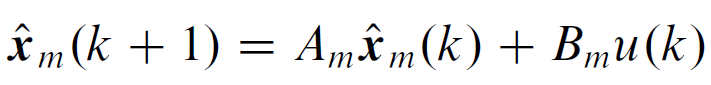 x̂ₘ(k + 1) = Aₘx̂ₘ(k) + Bₘu(k)